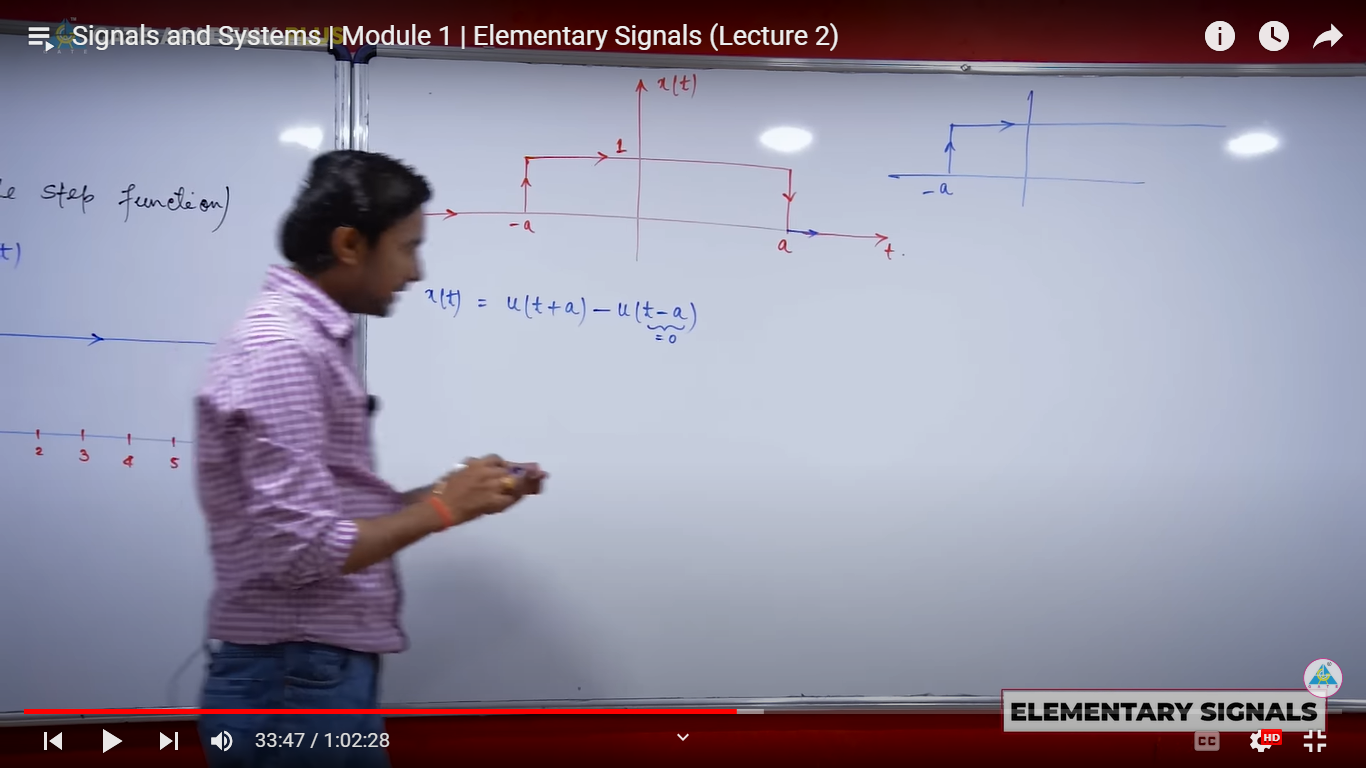 Signals and Systems | Module 1 | Elementary Signals (Lecture 2)
x(t)
1
-a
a
t
-a
step function)
t)
x(t) = u(t+a) – u(t–a)
= 0
2 3 4 5
ELEMENTARY SIGNALS
33:47 / 1:02:28
CC
HD